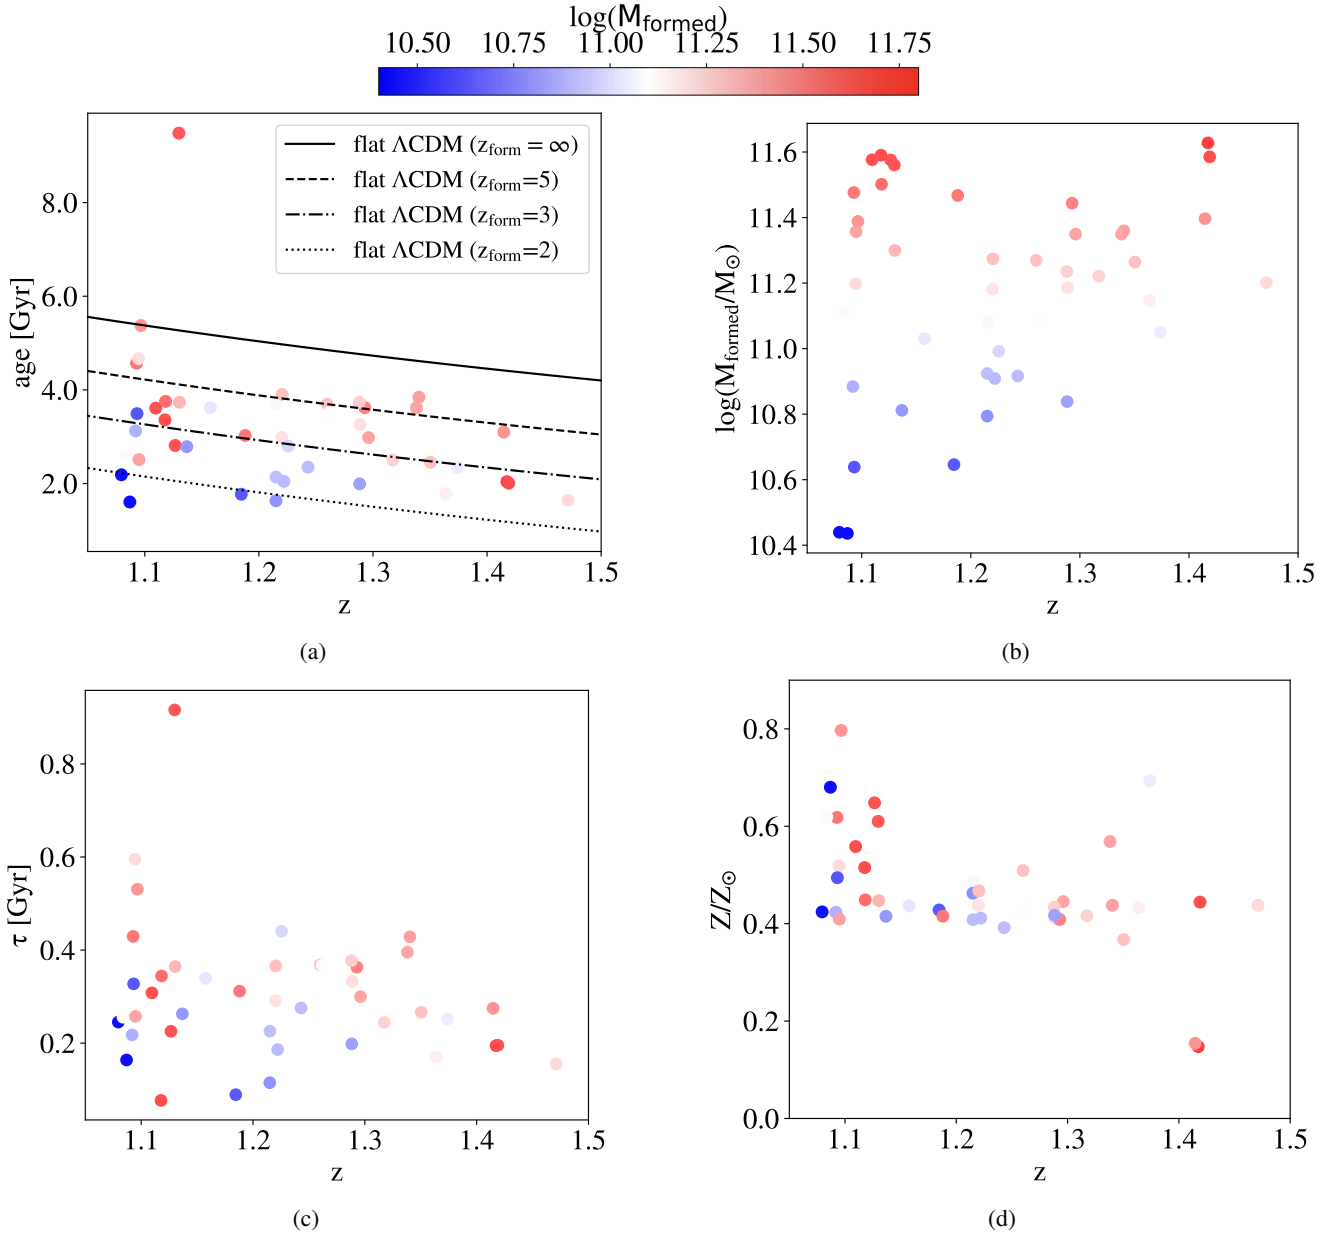 log(M_formed)
10.50 10.75 11.00 11.25 11.50 11.75
flat ΛCDM (z_form = ∞)
flat ΛCDM (z_form=5)
flat ΛCDM (z_form=3)
flat ΛCDM (z_form=2)
age [Gyr]
8.0
6.0
4.0
2.0
1.1 1.2 1.3 1.4 1.5
z
(a)
log(M_formed/M_⊙)
11.6
11.4
11.2
11.0
10.8
10.6
10.4
1.1 1.2 1.3 1.4 1.5
z
(b)
τ [Gyr]
0.8
0.6
0.4
0.2
1.1 1.2 1.3 1.4 1.5
z
(c)
Z/Z_⊙
0.8
0.6
0.4
0.2
0.0
1.1 1.2 1.3 1.4 1.5
z
(d)